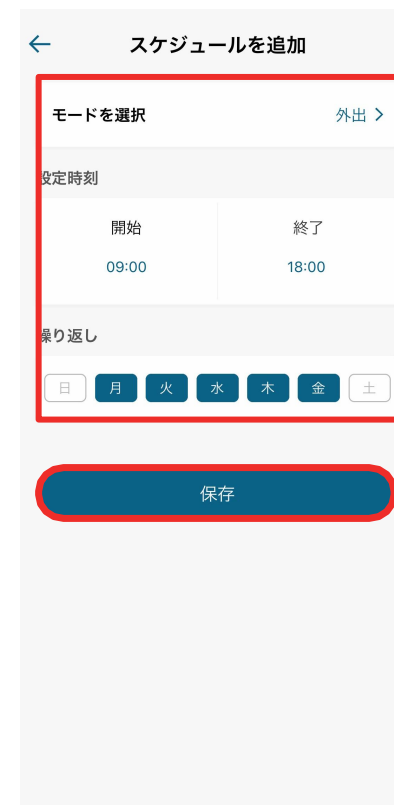 スケジュールを追加
モードを選択 外出
設定時刻
開始 終了
09:00 18:00
繰り返し
日 月 火 水 木 金 土
保存